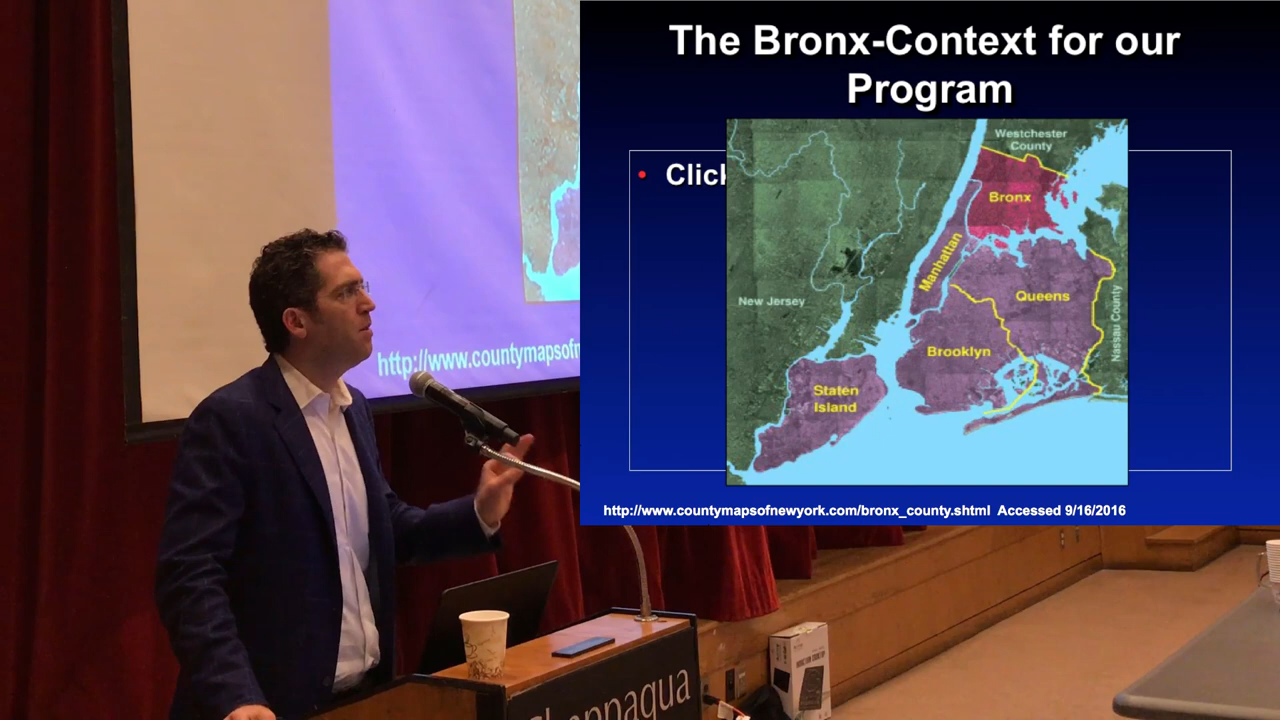 The Bronx-Context for our
Program
• Click
Westchester
County
Bronx
Manhattan
New Jersey
Queens
Nassau County
Brooklyn
Staten
Island
http://www.countymapsofnewyork.com/bronx_county.shtml Accessed 9/16/2016
http://www.countymapsofn
Chappaqua